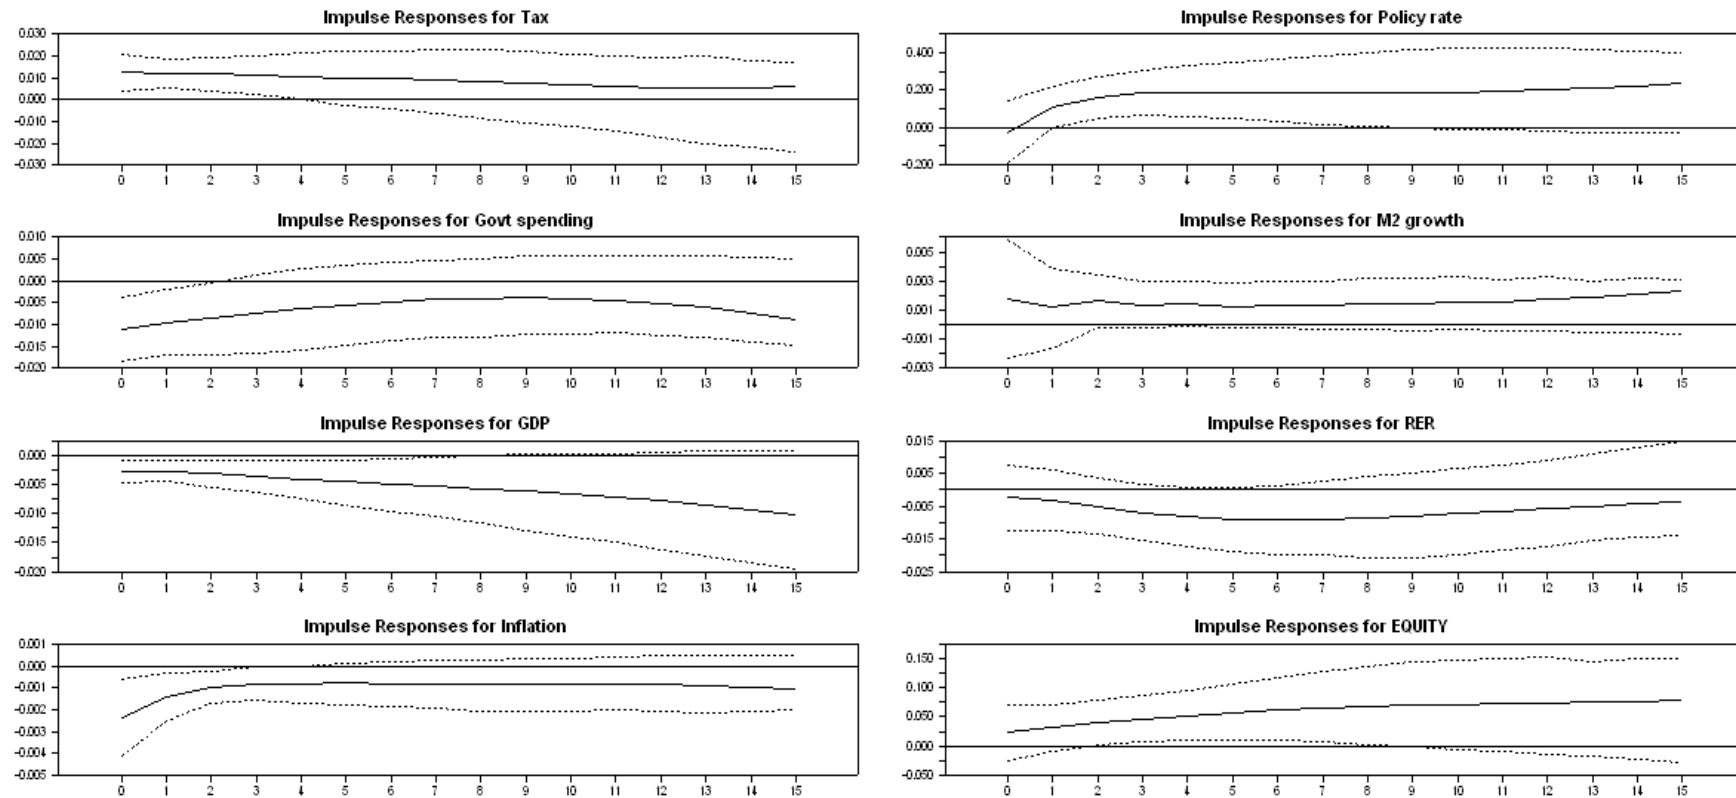 Impulse Responses for Tax
0.030
0.020
0.010
0.000
-0.010
-0.020
-0.030
0 1 2 3 4 5 6 7 8 9 10 11 12 13 14 15
Impulse Responses for Govt spending
0.010
0.005
0.000
-0.005
-0.010
-0.015
-0.020
0 1 2 3 4 5 6 7 8 9 10 11 12 13 14 15
Impulse Responses for GDP
0.000
-0.005
-0.010
-0.015
-0.020
0 1 2 3 4 5 6 7 8 9 10 11 12 13 14 15
Impulse Responses for Inflation
0.001
0.000
-0.001
-0.002
-0.003
-0.004
-0.005
0 1 2 3 4 5 6 7 8 9 10 11 12 13 14 15
Impulse Responses for Policy rate
0.400
0.200
0.000
-0.200
0 1 2 3 4 5 6 7 8 9 10 11 12 13 14 15
Impulse Responses for M2 growth
0.005
0.003
0.001
-0.001
-0.003
0 1 2 3 4 5 6 7 8 9 10 11 12 13 14 15
Impulse Responses for RER
0.015
0.005
-0.005
-0.015
-0.025
0 1 2 3 4 5 6 7 8 9 10 11 12 13 14 15
Impulse Responses for EQUITY
0.150
0.100
0.050
0.000
-0.050
0 1 2 3 4 5 6 7 8 9 10 11 12 13 14 15